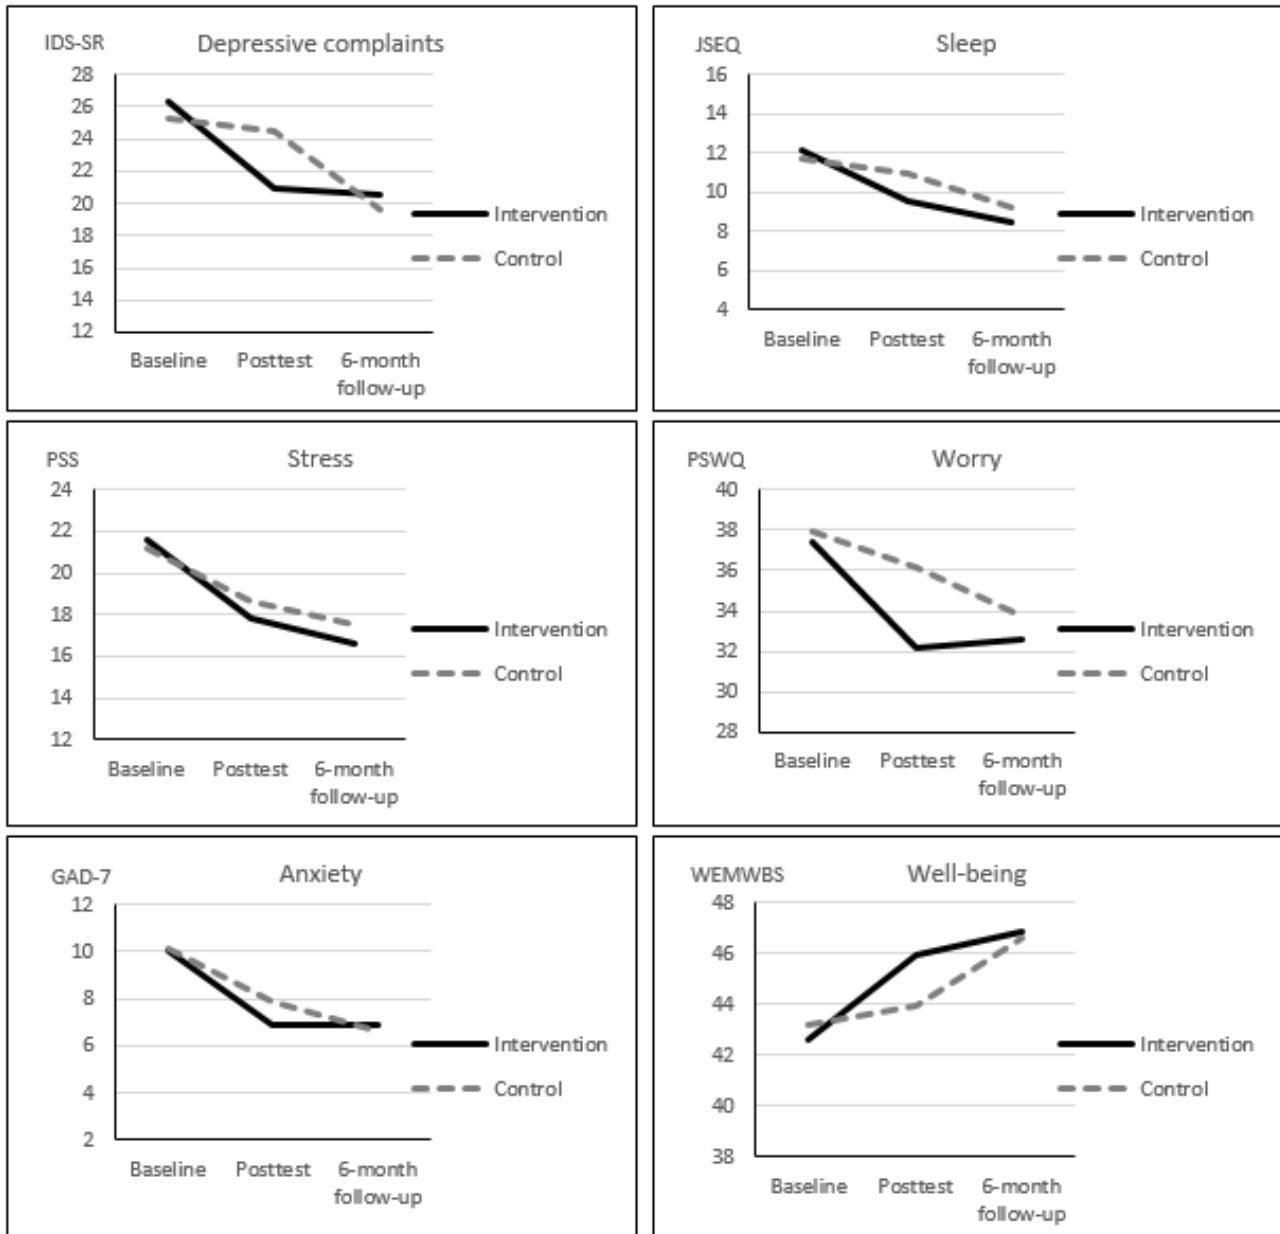 IDS-SR Depressive complaints
28
26
24
22
20
18
16
14
12
Baseline Posttest 6-month
follow-up
Intervention
Control
JSEQ Sleep
16
14
12
10
8
6
4
Baseline Posttest 6-month
follow-up
Intervention
Control
PSS Stress
24
22
20
18
16
14
12
Baseline Posttest 6-month
follow-up
Intervention
Control
PSWQ Worry
40
38
36
34
32
30
28
Baseline Posttest 6-month
follow-up
Intervention
Control
GAD-7 Anxiety
12
10
8
6
4
2
Baseline Posttest 6-month
follow-up
Intervention
Control
WEMWBS Well-being
48
46
44
42
40
38
Baseline Posttest 6-month
follow-up
Intervention
Control